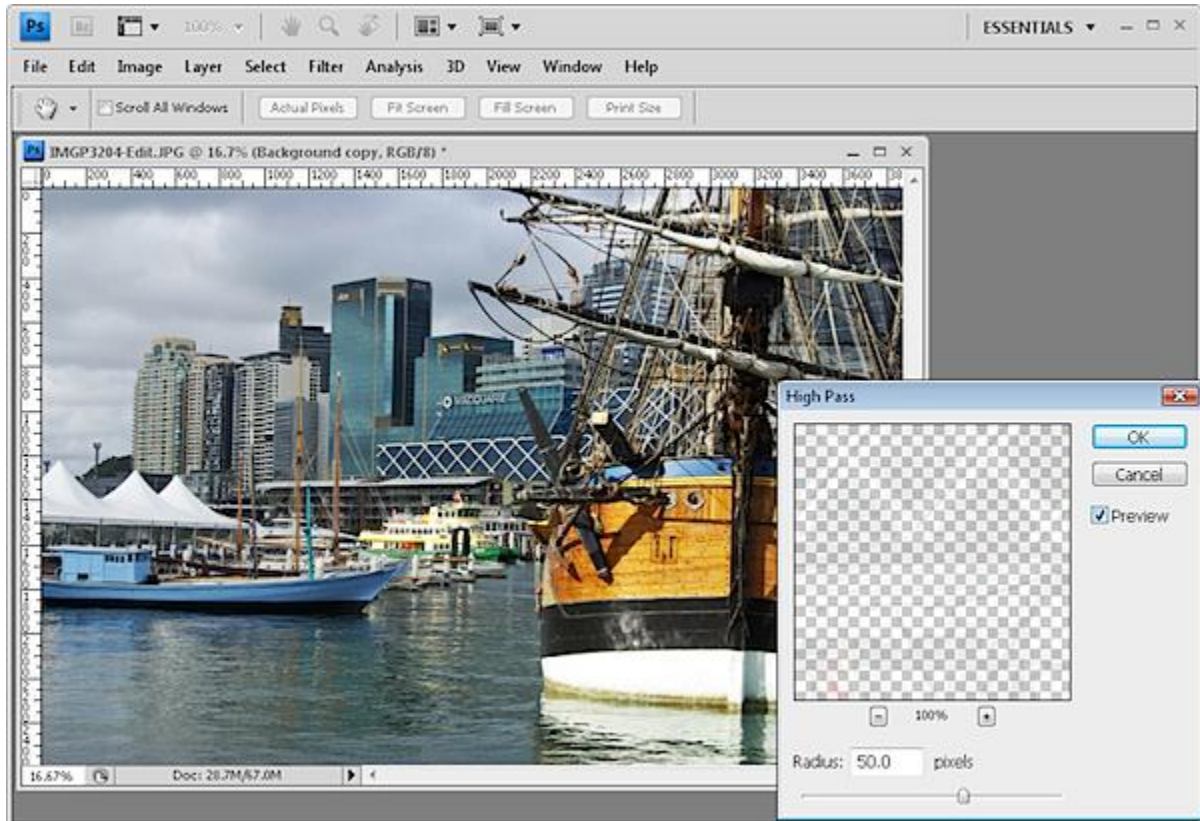 Ps Br 100% ESSENTIALS
File Edit Image Layer Select Filter Analysis 3D View Window Help
Scroll All Windows Actual Pixels Fit Screen Fill Screen Print Size
Ps IMGP3204-Edit.JPG @ 16.7% (Background copy, RGB/8) *
0 200 400 600 800 1000 1200 1400 1600 1800 2000 2200 2400 2600 2800 3000 3200 3400 3600 38
MACQUARIE
High Pass
OK
Cancel
Preview
100%
Radius: 50.0 pixels
16.67% Doc: 28.7M/67.0M